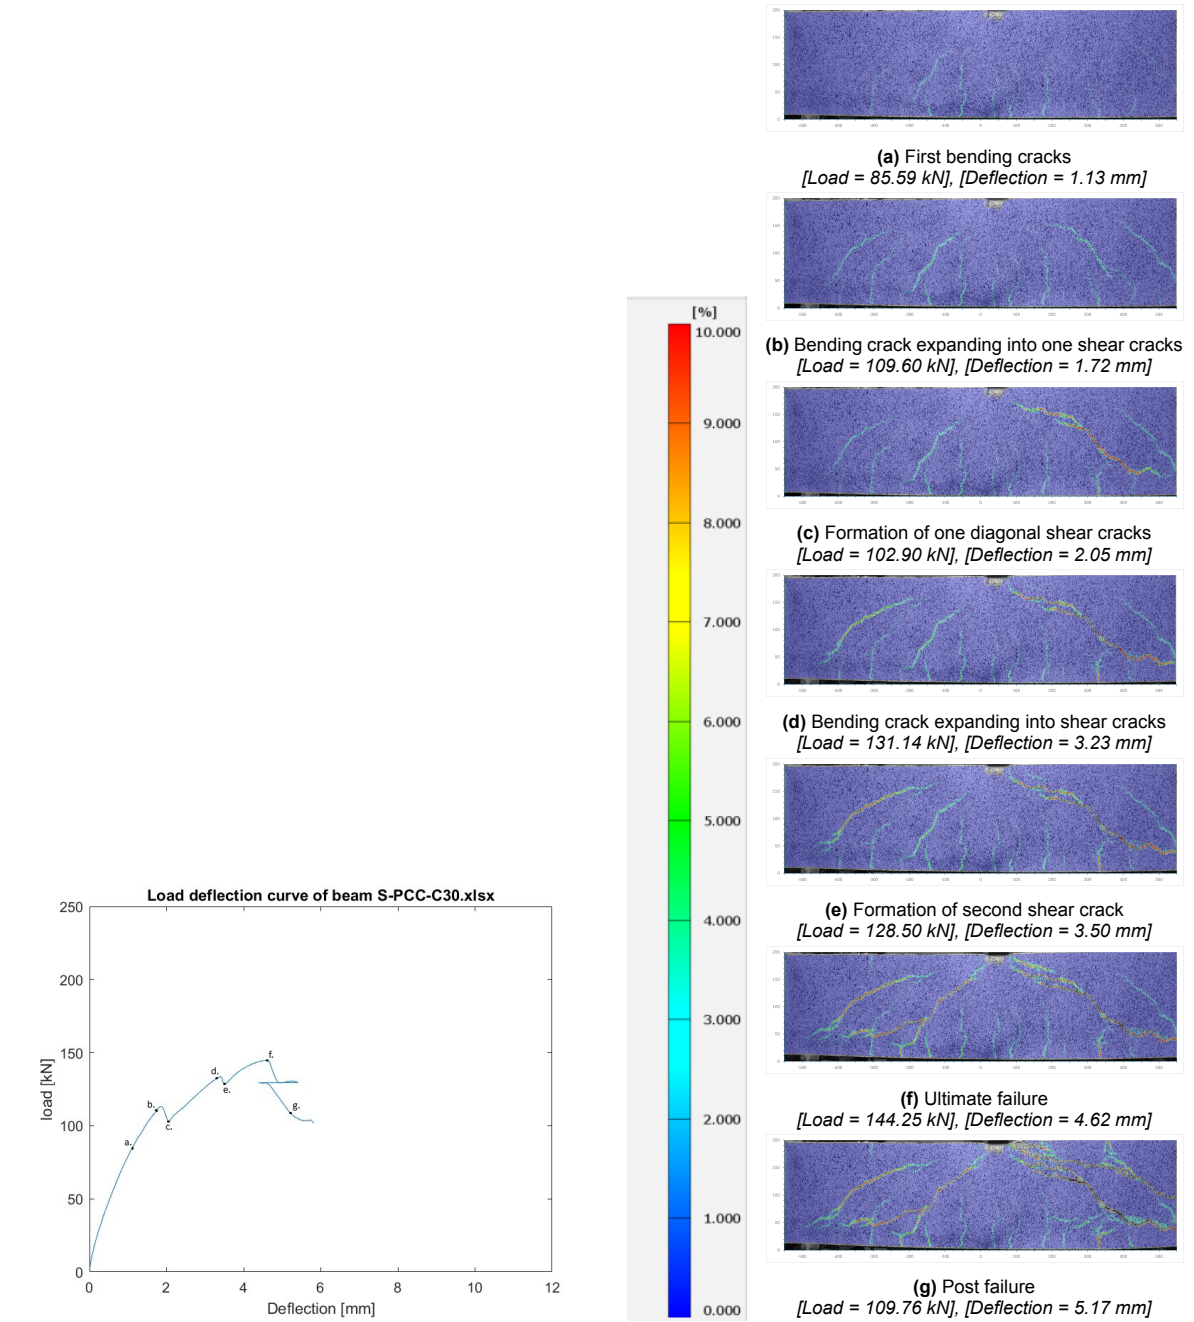 (a) First bending cracks
[Load = 85.59 kN], [Deflection = 1.13 mm]
(b) Bending crack expanding into one shear cracks
[Load = 109.60 kN], [Deflection = 1.72 mm]
(c) Formation of one diagonal shear cracks
[Load = 102.90 kN], [Deflection = 2.05 mm]
(d) Bending crack expanding into shear cracks
[Load = 131.14 kN], [Deflection = 3.23 mm]
(e) Formation of second shear crack
[Load = 128.50 kN], [Deflection = 3.50 mm]
(f) Ultimate failure
[Load = 144.25 kN], [Deflection = 4.62 mm]
(g) Post failure
[Load = 109.76 kN], [Deflection = 5.17 mm]
[%]
10.000
9.000
8.000
7.000
6.000
5.000
4.000
3.000
2.000
1.000
0.000
Load deflection curve of beam S-PCC-C30.xlsx
load [kN]
250
200
150
100
50
0
a.
b.
c.
d.
e.
f.
g.
0 2 4 6 8 10 12
Deflection [mm]